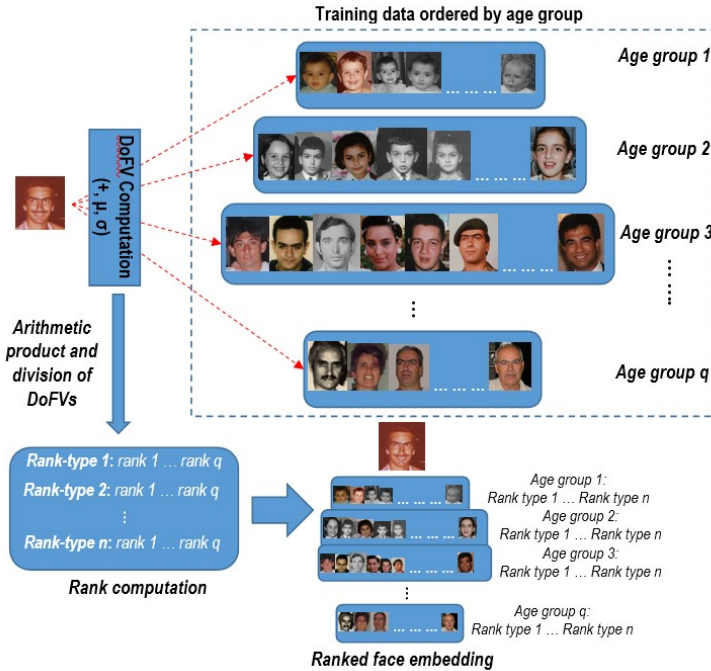 Training data ordered by age group
Age group 1
... ... ...
Age group 2
... ... ...
DoFV Computation
(+, μ, σ)
Age group 3
... ... ...
Age group q
... ... ...
Arithmetic
product and
division of
DoFVs
Rank-type 1: rank 1 ... rank q
Rank-type 2: rank 1 ... rank q
Rank-type n: rank 1 ... rank q
Rank computation
Age group 1:
Rank type 1 ... Rank type n
... ... ...
Age group 2:
Rank type 1 ... Rank type n
... ... ...
Age group 3:
Rank type 1 ... Rank type n
... ... ...
Age group q:
Rank type 1 ... Rank type n
... ... ...
Ranked face embedding